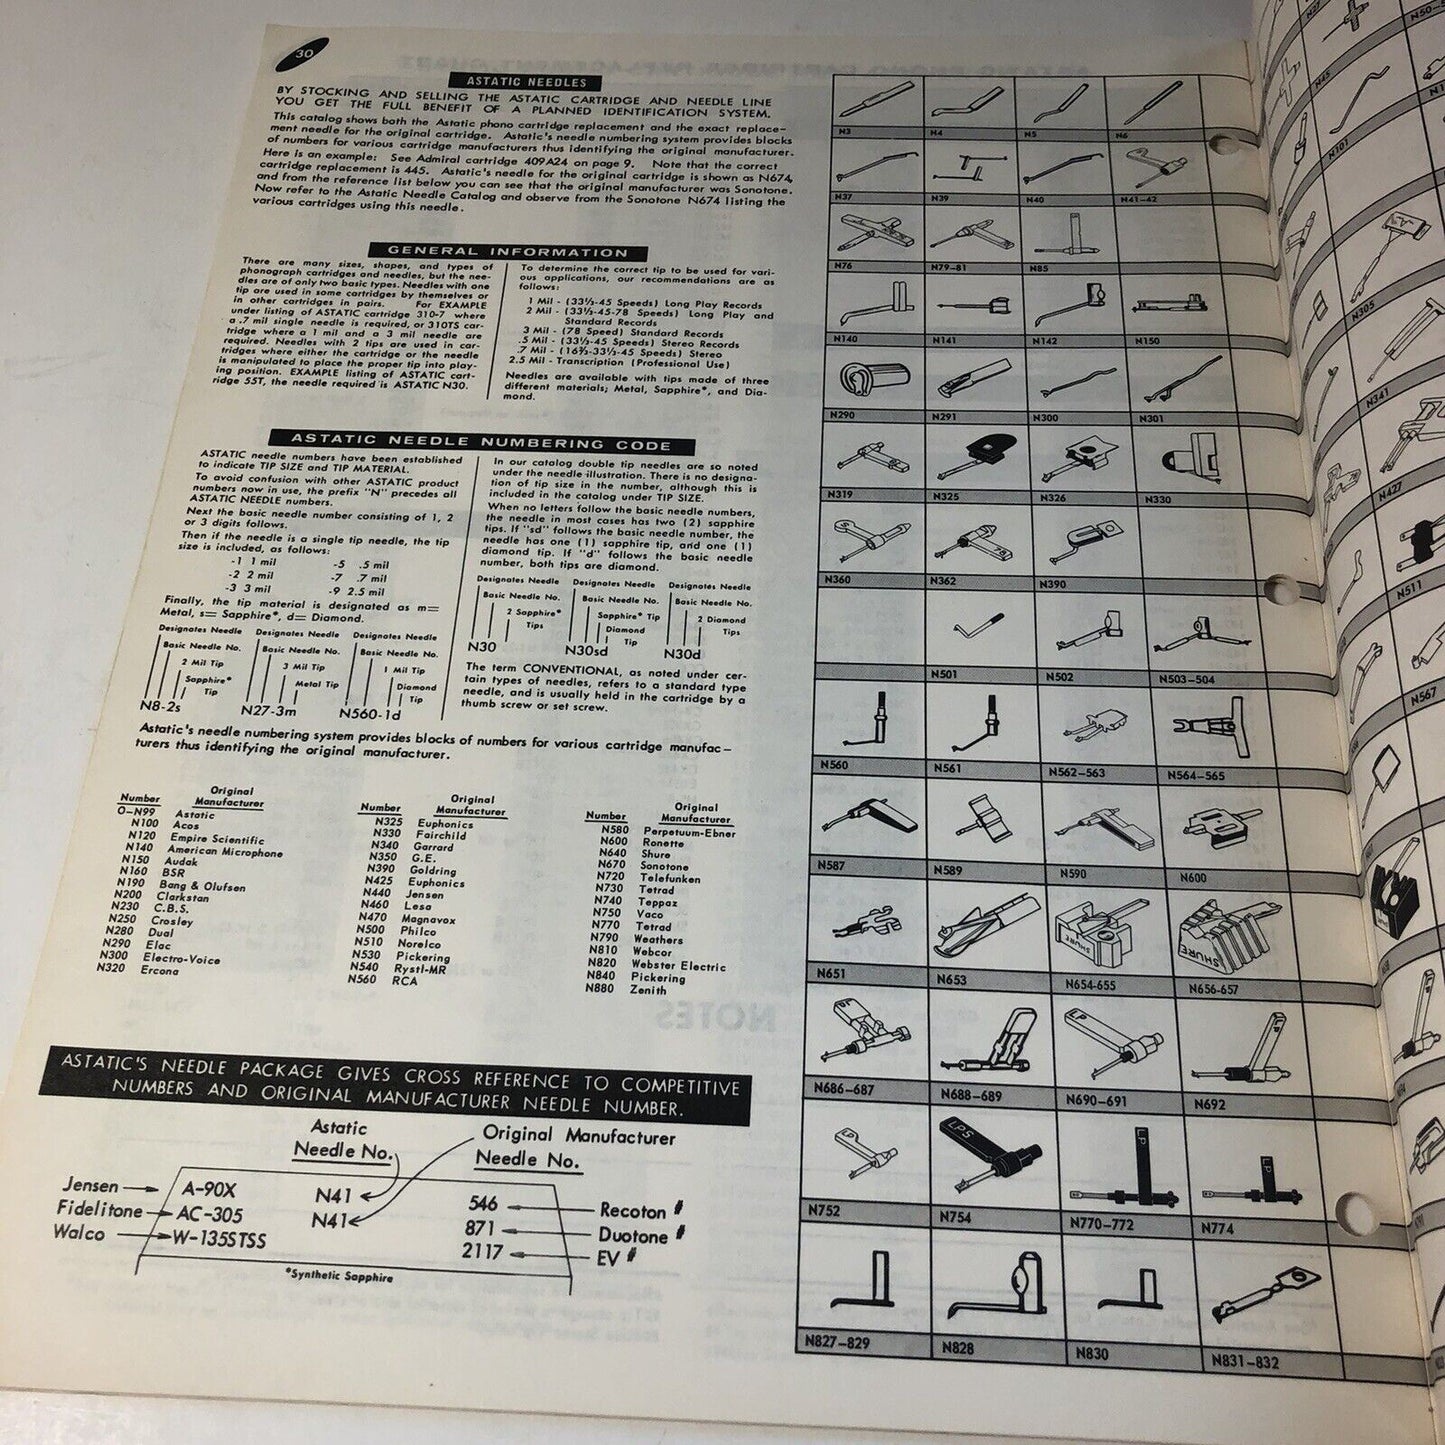 30
ASTATIC NEEDLES
BY STOCKING AND SELLING THE ASTATIC CARTRIDGE AND NEEDLE LINE
YOU GET THE FULL BENEFIT OF A PLANNED IDENTIFICATION SYSTEM.
This catalog shows both the Astatic phono cartridge replacement and the exact replace-
ment needle for the original cartridge. Astatic's needle numbering system provides blocks
of numbers for various cartridge manufacturers thus identifying the original manufacturer.
Here is an example: See Admiral cartridge 409A24 on page 9. Note that the correct
cartridge replacement is 445. Astatic's needle for the original cartridge is shown as N674,
and from the reference list below you can see that the original manufacturer was Sonotone.
Now refer to the Astatic Needle Catalog and observe from the Sonotone N674 listing the
various cartridges using this needle.
GENERAL INFORMATION
There are many sizes, shapes, and types of
phonograph cartridges and needles, but the nee-
dles are of only two basic types. Needles with one
tip are used in some cartridges by themselves or
in other cartridges in pairs. For EXAMPLE
under listing of ASTATIC cartridge 310-7 where
a .7 mil single needle is required, or 310TS car-
tridge where a 1 mil and a 3 mil needle are
required. Needles with 2 tips are used in car-
tridges where either the cartridge or the needle
is manipulated to place the proper tip into play-
ing position. EXAMPLE listing of ASTATIC cart-
ridge 55T, the needle required is ASTATIC N30.
To determine the correct tip to be used for vari-
ous applications, our recommendations are as
follows:
1 Mil - (33⅓-45 Speeds) Long Play Records
2 Mil - (33⅓-45-78 Speeds) Long Play and
Standard Records
3 Mil - (78 Speed) Standard Records
.5 Mil - (33⅓-45 Speeds) Stereo Records
.7 Mil - (16⅔-33⅓-45 Speeds) Stereo
2.5 Mil - Transcription (Professional Use)
Needles are available with tips made of three
different materials; Metal, Sapphire*, and Dia-
mond.
ASTATIC NEEDLE NUMBERING CODE
ASTATIC needle numbers have been established
to indicate TIP SIZE and TIP MATERIAL.
To avoid confusion with other ASTATIC product
numbers now in use, the prefix "N" precedes all
ASTATIC NEEDLE numbers.
Next the basic needle number consisting of 1, 2
or 3 digits follows.
Then if the needle is a single tip needle, the tip
size is included, as follows:
-1 1 mil -5 .5 mil
-2 2 mil -7 .7 mil
-3 3 mil -9 2.5 mil
Finally, the tip material is designated as m=
Metal, s= Sapphire*, d= Diamond.
Designates Needle Designates Needle Designates Needle
Basic Needle No. Basic Needle No. Basic Needle No.
2 Mil Tip 3 Mil Tip 1 Mil Tip
Sapphire* Tip Metal Tip Diamond Tip
N8-2s N27-3m N560-1d
In our catalog double tip needles are so noted
under the needle illustration. There is no designa-
tion of tip size in the number, although this is
included in the catalog under TIP SIZE.
When no letters follow the basic needle numbers,
the needle in most cases has two (2) sapphire
tips. If "sd" follows the basic needle number, the
needle has one (1) sapphire tip, and one (1)
diamond tip. If "d" follows the basic needle
number, both tips are diamond.
Designates Needle Designates Needle Designates Needle
Basic Needle No. Basic Needle No. Basic Needle No.
2 Sapphire* Tips Sapphire* Tip 2 Diamond Tips
Diamond Tip
N30 N30sd N30d
The term CONVENTIONAL, as noted under cer-
tain types of needles, refers to a standard type
needle, and is usually held in the cartridge by a
thumb screw or set screw.
Astatic's needle numbering system provides blocks of numbers for various cartridge manufac-
turers thus identifying the original manufacturer.
Number Original Manufacturer
O-N99 Astatic
N100 Acos
N120 Empire Scientific
N140 American Microphone
N150 Audak
N160 BSR
N190 Bang & Olufsen
N200 Clarkstan
N230 C.B.S.
N250 Crosley
N280 Dual
N290 Elac
N300 Electro-Voice
N320 Ercona
Number Original Manufacturer
N325 Euphonics
N330 Fairchild
N340 Garrard
N350 G.E.
N390 Goldring
N425 Euphonics
N440 Jensen
N460 Lesa
N470 Magnavox
N500 Philco
N510 Norelco
N530 Pickering
N540 Rystl-MR
N560 RCA
Number Original Manufacturer
N580 Perpetuum-Ebner
N600 Ronette
N640 Shure
N670 Sonotone
N720 Telefunken
N730 Tetrad
N740 Teppaz
N750 Vaco
N770 Tetrad
N790 Weathers
N810 Webcor
N820 Webster Electric
N840 Pickering
N880 Zenith
ASTATIC'S NEEDLE PACKAGE GIVES CROSS REFERENCE TO COMPETITIVE
NUMBERS AND ORIGINAL MANUFACTURER NEEDLE NUMBER.
Astatic Needle No. Original Manufacturer Needle No.
Jensen A-90X N41 546 Recoton #
Fidelitone AC-305 N41 871 Duotone #
Walco W-135STSS 2117 EV #
*Synthetic Sapphire
N3 N4 N5 N6
N37 N39 N40 N41-42
N76 N79-81 N85
N140 N141 N142 N150
N290 N291 N300 N301
N319 N325 N326 N330
N360 N362 N390
N501 N502 N503-504
N560 N561 N562-563 N564-565
N587 N589 N590 N600
SHURE SHURE
N651 N653 N654-655 N656-657
LP LP
N686-687 N688-689 N690-691 N692
LP LPS LP LP
N752 N754 N770-772 N774
N827-829 N828 N830 N831-832
N45
N101
N305
N341
N427
N511
N567